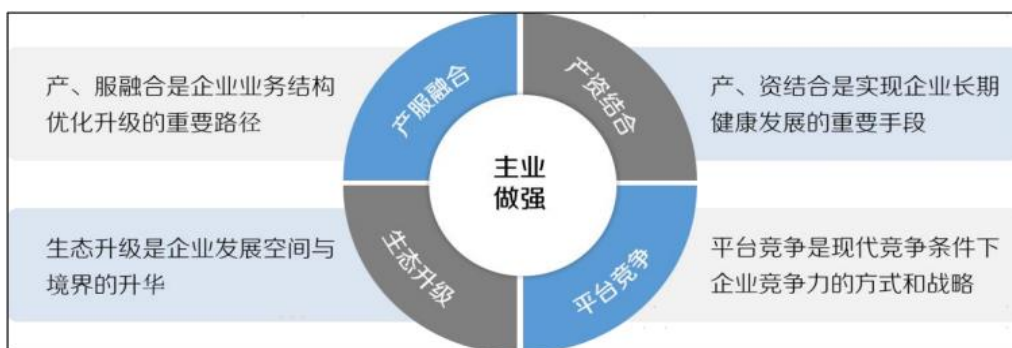 产、服融合是企业业务结构
优化升级的重要路径
产服融合
产资结合
产、资结合是实现企业长期
健康发展的重要手段
主业
做强
生态升级是企业发展空间与
境界的升华
生态升级
平台竞争
平台竞争是现代竞争条件下
企业竞争力的方式和战略